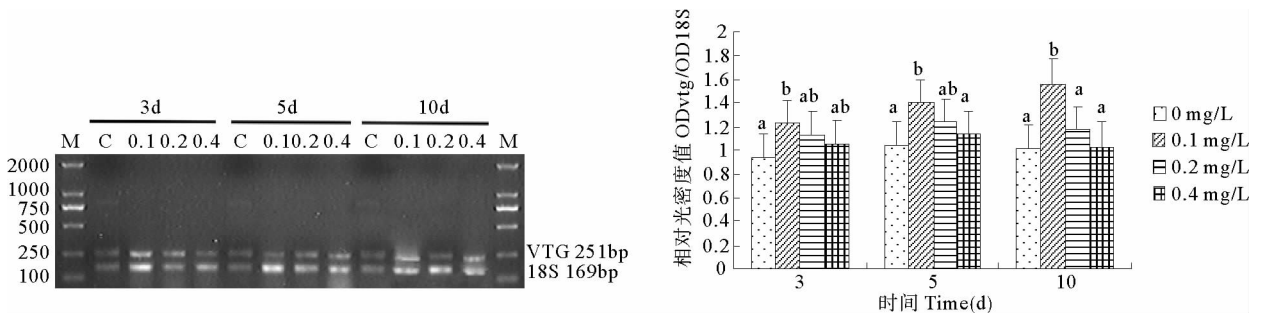 3d 5d 10d
M C 0.1 0.2 0.4 C 0.1 0.2 0.4 C 0.1 0.2 0.4 M
2000
1000
750
500
250
100
VTG 251bp
18S 169bp
相对光密度值 ODvtg/OD18S
2
1.8
1.6
1.4
1.2
1
0.8
0.6
0.4
0.2
0
a b ab ab
a b ab a
a b a a
3 5 10
时间 Time(d)
0 mg/L
0.1 mg/L
0.2 mg/L
0.4 mg/L